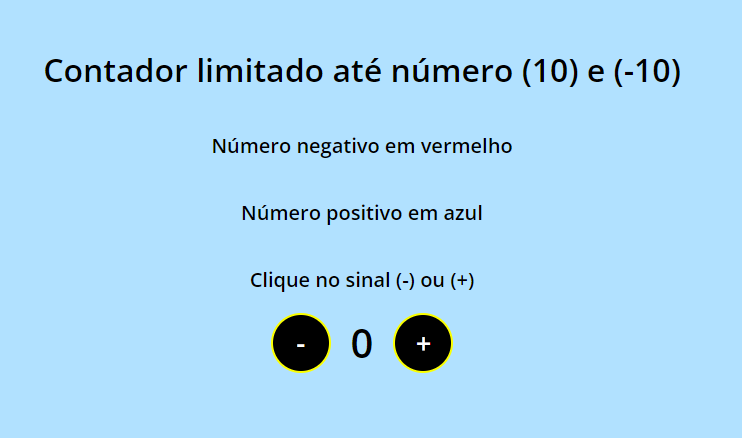 Contador limitado até número (10) e (-10)
Número negativo em vermelho
Número positivo em azul
Clique no sinal (-) ou (+)
- 0 +